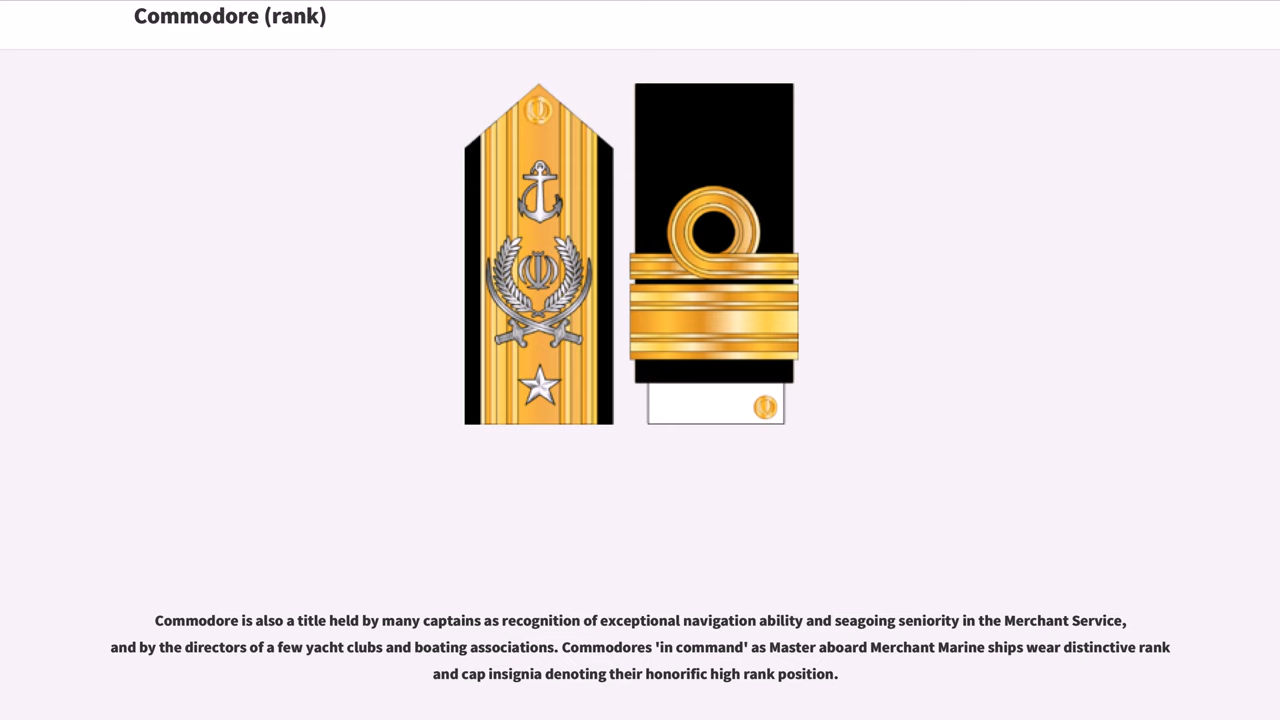 Commodore (rank)
Commodore is also a title held by many captains as recognition of exceptional navigation ability and seagoing seniority in the Merchant Service,
and by the directors of a few yacht clubs and boating associations. Commodores 'in command' as Master aboard Merchant Marine ships wear distinctive rank
and cap insignia denoting their honorific high rank position.